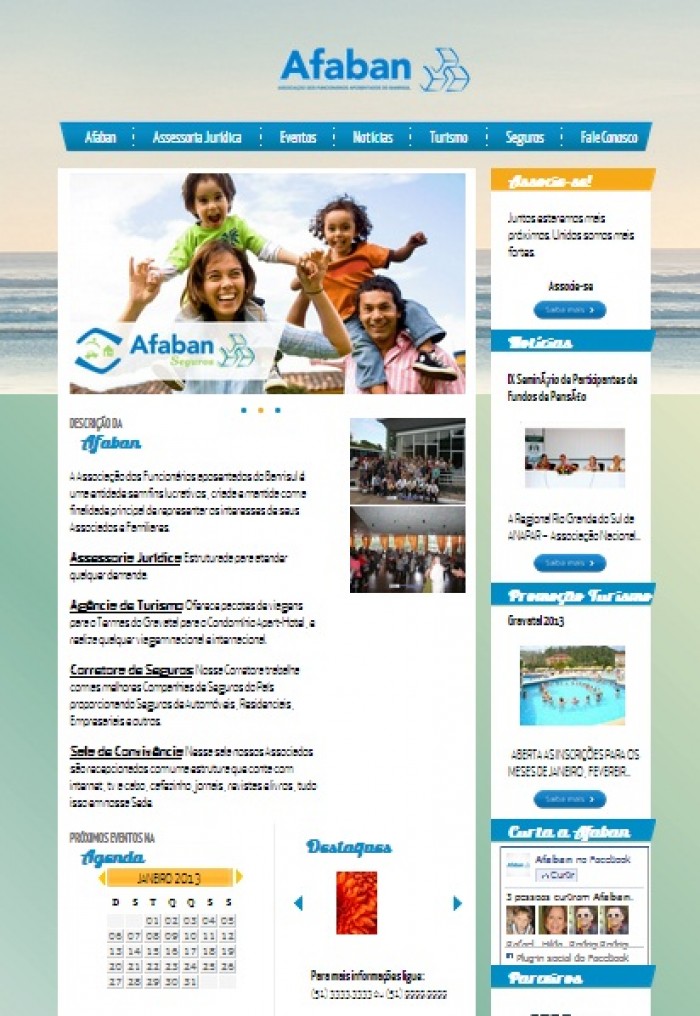 Afaban
ASSOCIAÇÃO DOS FUNCIONÁRIOS APOSENTADOS DO BANRISUL
Afaban
Assessoria Jurídica
Eventos
Notícias
Turismo
Seguros
Fale Conosco
Afaban
Seguros
DESCRIÇÃO DA
Afaban
A Associação dos Funcionários aposentados do Banrisul é
uma entidade sem fins lucrativos, criada e mantida com a
finalidade principal de representar os interesses de seus
Associados e Familiares.
Assessoria Jurídica Estruturada para atender
qualquer demanda.
Agência de Turismo Oferece pacotes de viagens
para o Termas do Gravatal para o Condomínio Apart-Hotel, e
realiza qualquer viagem nacional e internacional.
Corretora de Seguros Nossa Corretora trabalha
com as melhores Companhias de Seguros do País
proporcionando Seguros de Automóveis, Residenciais,
Empresariais e outros.
Sala de Convivência Nessa sala nossos Associados
são recepcionados com uma estrutura que conta com
internet, tv a cabo, cafezinho, jornais, revistas e livros, tudo
isso em nossa Sede.
PRÓXIMOS EVENTOS NA
Agenda
JANEIRO 2013
D S T Q Q S S
01 02 03 04 05
06 07 08 09 10 11 12
13 14 15 16 17 18 19
20 21 22 23 24 25 26
27 28 29 30 31
Destaques
Para mais informações ligue:
(51) 3333-3333 ou (51) 9999-9999
Associe-se!
Juntos estaremos mais
próximos. Unidos somos mais
fortes.
Associe-se
Saiba mais
Notícias
IX SeminÃ¡rio de Participantes de
Fundos de PensÃ£o
A Regional Rio Grande do Sul de
ANAPAR – Associação Nacional...
Saiba mais
Promoção Turismo
Gravatal 2013
ABERTA AS INSCRIÇÕES PARA OS
MESES DE JANEIRO, FEVEREIR...
Saiba mais
Curta a Afaban
Afaban no Facebook
Curtir
3 pessoas curtiram Afaban.
Rafael Hilda Rodrig Rodrig
Plug-in social do Facebook
Parceiros